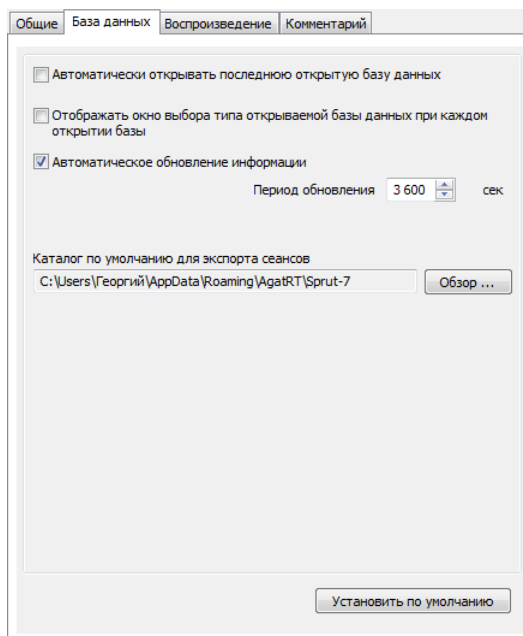 Общие База данных Воспроизведение Комментарий
Автоматически открывать последнюю открытую базу данных
Отображать окно выбора типа открываемой базы данных при каждом
открытии базы
Автоматическое обновление информации
Период обновления 3 600 сек
Каталог по умолчанию для экспорта сеансов
C:\Users\Георгий\AppData\Roaming\AgatRT\Sprut-7 Обзор ...
Установить по умолчанию